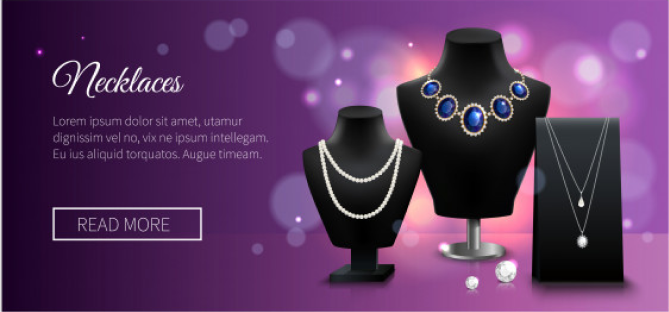 Necklaces
Lorem ipsum dolor sit amet, utamur
dignissim tempor no, vix ne ipsum intellegam.
Eu ius aliquid torquatos. Augue timeam.
READ MORE